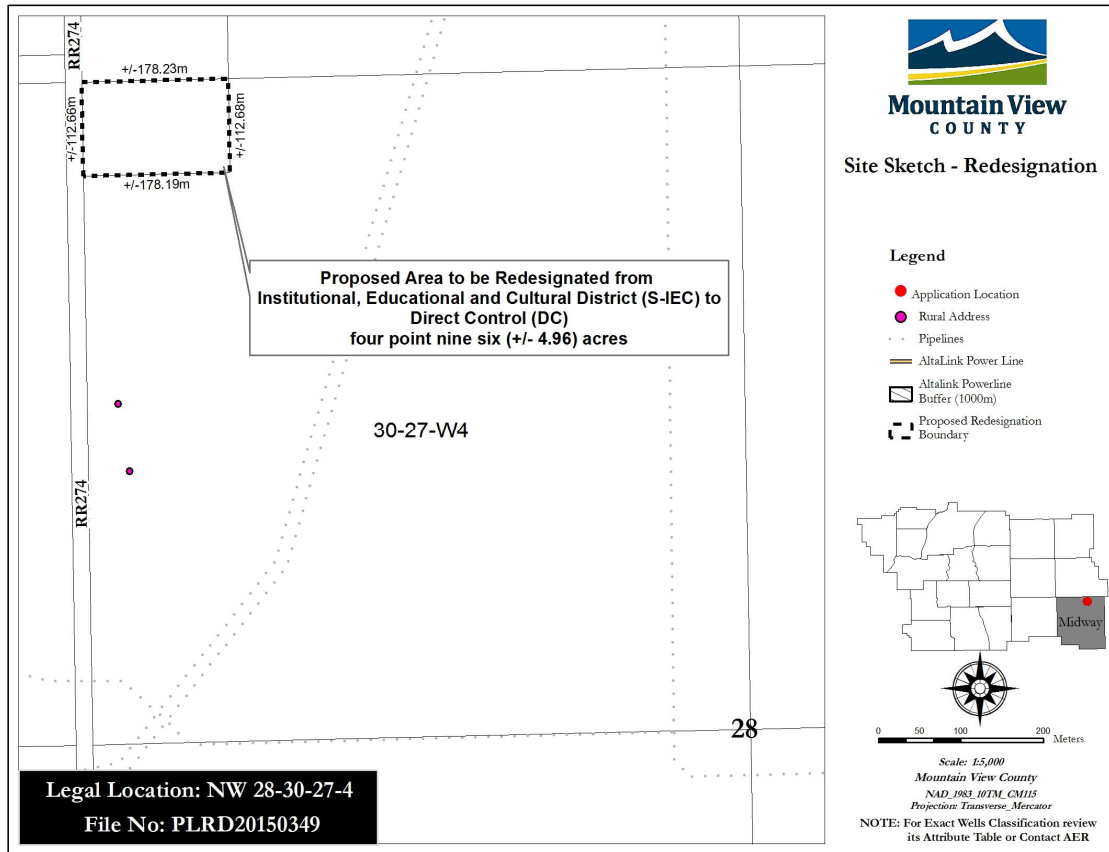 RR274
+/-178.23m
+/-112.66m
+/-112.68m
+/-178.19m
Proposed Area to be Redesignated from
Institutional, Educational and Cultural District (S-IEC) to
Direct Control (DC)
four point nine six (+/- 4.96) acres
30-27-W4
RR274
28
Legal Location: NW 28-30-27-4
File No: PLRD20150349
Mountain View
COUNTY
Site Sketch - Redesignation
Legend
Application Location
Rural Address
Pipelines
AltaLink Power Line
Altalink Powerline
Buffer (1000m)
Proposed Redesignation
Boundary
Midway
0 50 100 200 Meters
Scale: 1:5,000
Mountain View County
NAD_1983_10TM_CM115
Projection: Transverse_Mercator
NOTE: For Exact Wells Classification review
its Attribute Table or Contact AER